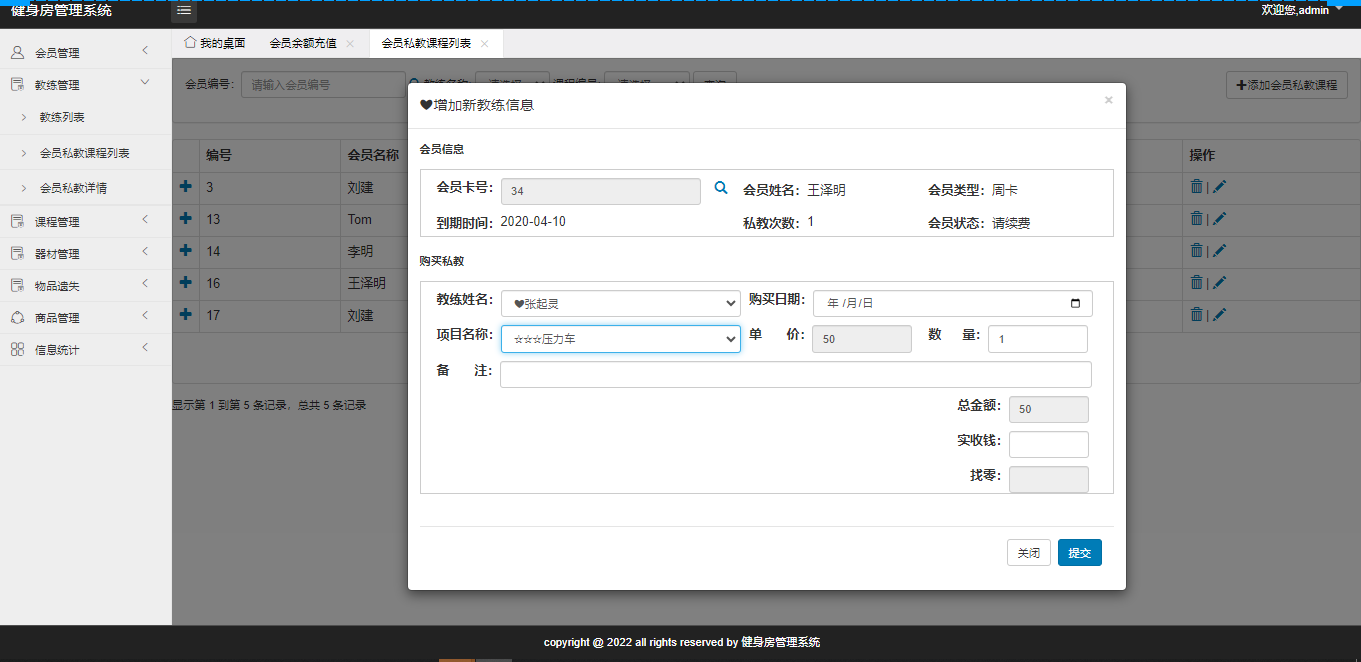 健身房管理系统
欢迎您,admin
会员管理
教练管理
教练列表
会员私教课程列表
会员私教详情
课程管理
器材管理
物品遗失
商品管理
信息统计
我的桌面 会员余额充值 × 会员私教课程列表 ×
会员编号: 请输入会员编号 教练名称: 课程编号:
添加会员私教课程
编号 会员名称 操作
3 刘建
13 Tom
14 李明
16 王泽明
17 刘建
显示第 1 到第 5 条记录，总共 5 条记录
♥增加新教练信息 ×
会员信息
会员卡号: 34 会员姓名: 王泽明 会员类型: 周卡
到期时间: 2020-04-10 私教次数: 1 会员状态: 请续费
购买私教
教练姓名: ♥张起灵 购买日期: 年 /月/日
项目名称: ☆☆☆压力车 单 价: 50 数 量: 1
备 注:
总金额: 50
实收钱:
找零:
关闭 提交
copyright @ 2022 all rights reserved by 健身房管理系统